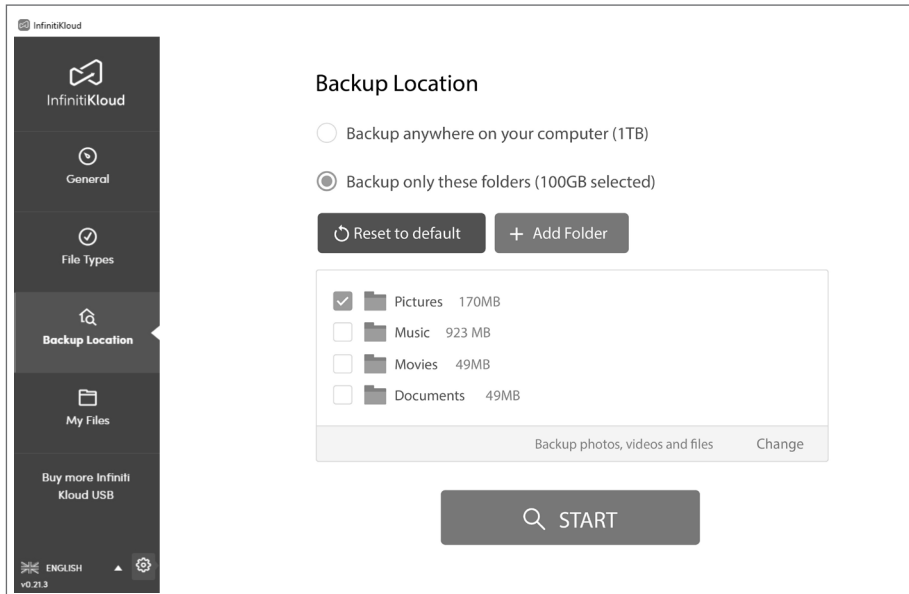 InfinitiKloud
InfinitiKloud
General
File Types
Backup Location
My Files
Buy more Infiniti
Kloud USB
ENGLISH
v0.21.3
Backup Location
Backup anywhere on your computer (1TB)
Backup only these folders (100GB selected)
Reset to default
+ Add Folder
Pictures 170MB
Music 923 MB
Movies 49MB
Documents 49MB
Backup photos, videos and files Change
START